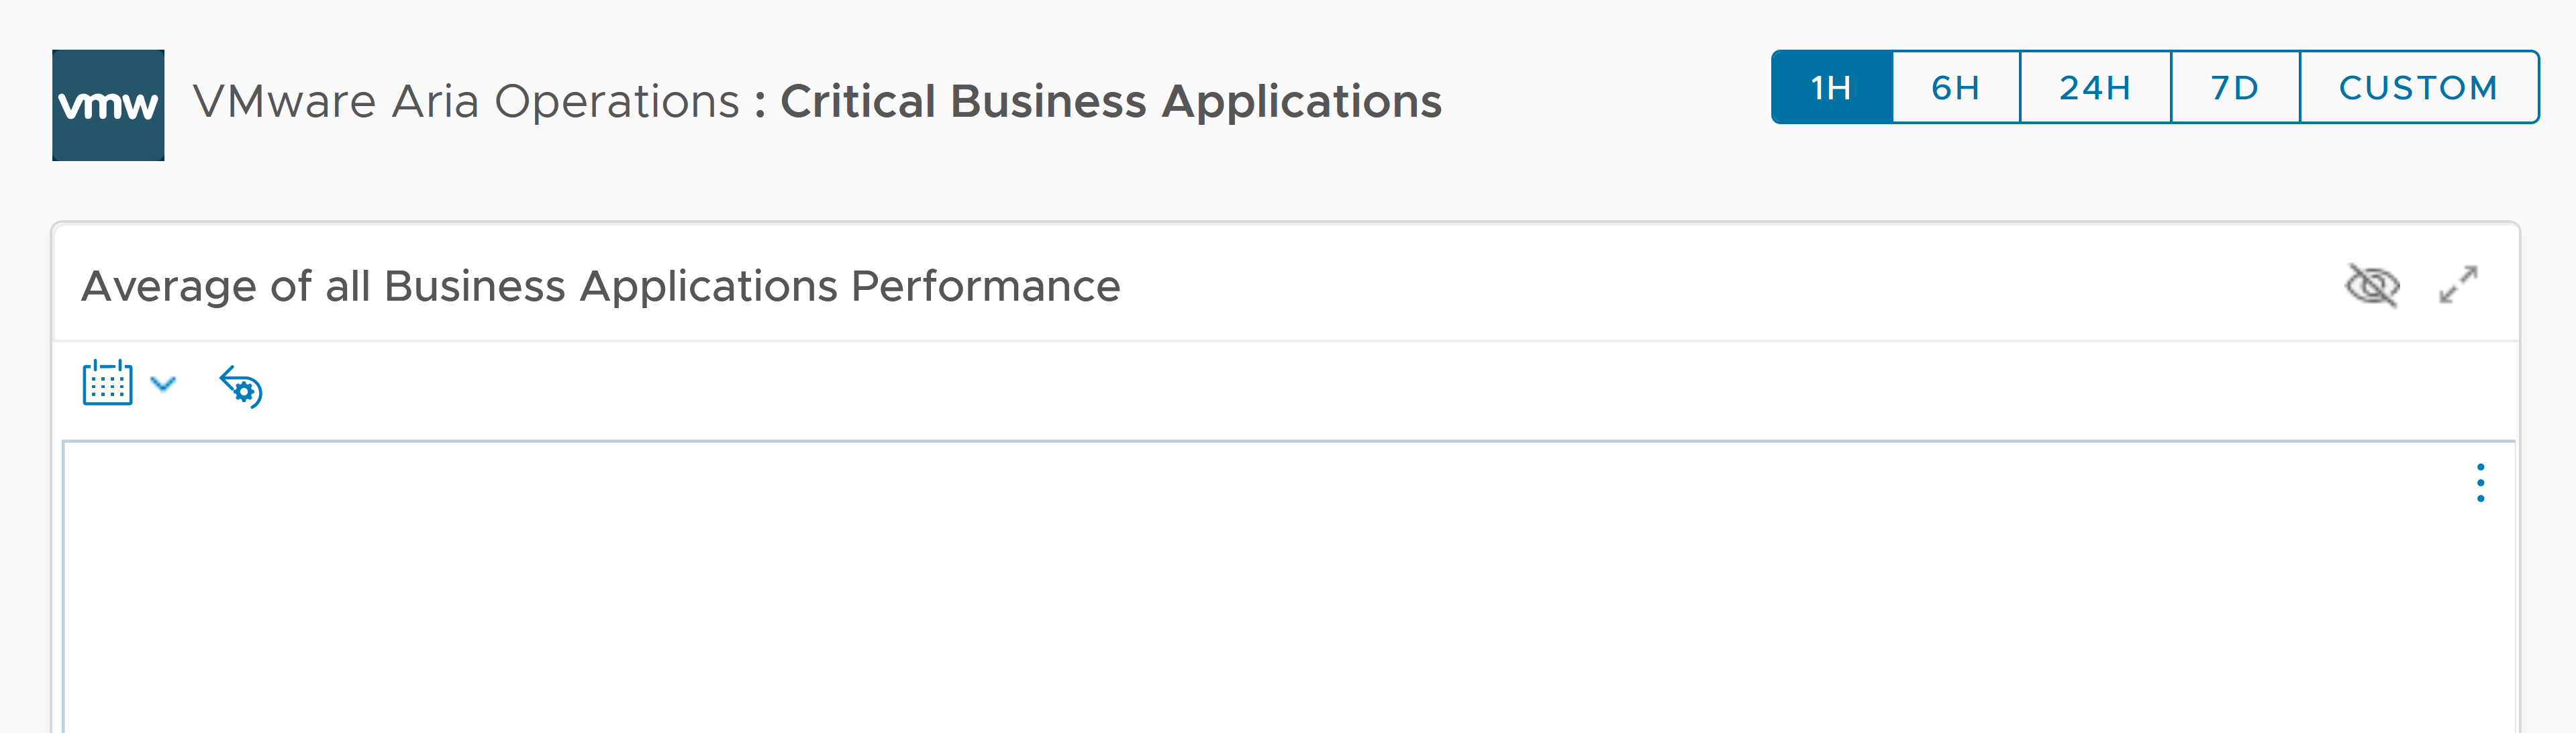 vmw
VMware Aria Operations : Critical Business Applications
1H 6H 24H 7D CUSTOM
Average of all Business Applications Performance